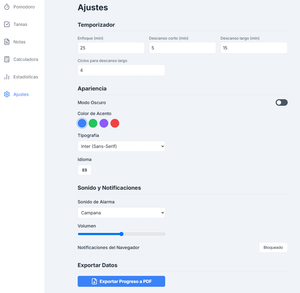 Pomodoro
Tareas
Notas
Calculadora
Estadísticas
Ajustes
Ajustes
Temporizador
Enfoque (min)
Descanso corto (min)
Descanso largo (min)
25
5
15
Ciclos para descanso largo
4
Apariencia
Modo Oscuro
Color de Acento
Tipografía
Inter (Sans-Serif)
Idioma
ES
Sonido y Notificaciones
Sonido de Alarma
Campana
Volumen
Notificaciones del Navegador
Bloqueado
Exportar Datos
Exportar Progreso a PDF